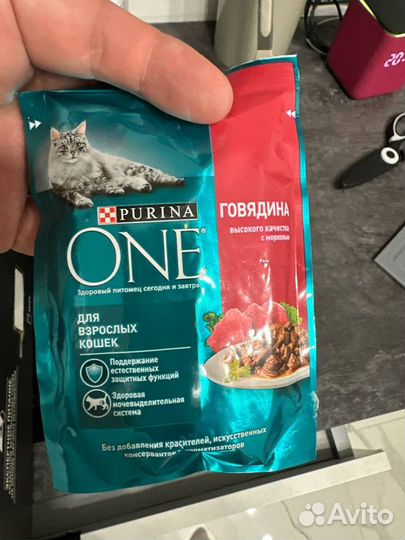 PURINA
ONE®
Здоровый питомец сегодня и завтра
ДЛЯ
ВЗРОСЛЫХ
КОШЕК
Поддержание
естественных
защитных функций
Здоровая
мочевыделительная
система
ГОВЯДИНА
высокого качества
с морковью
Без добавления красителей, искусственных
консервантов ароматизаторов
20
Avito